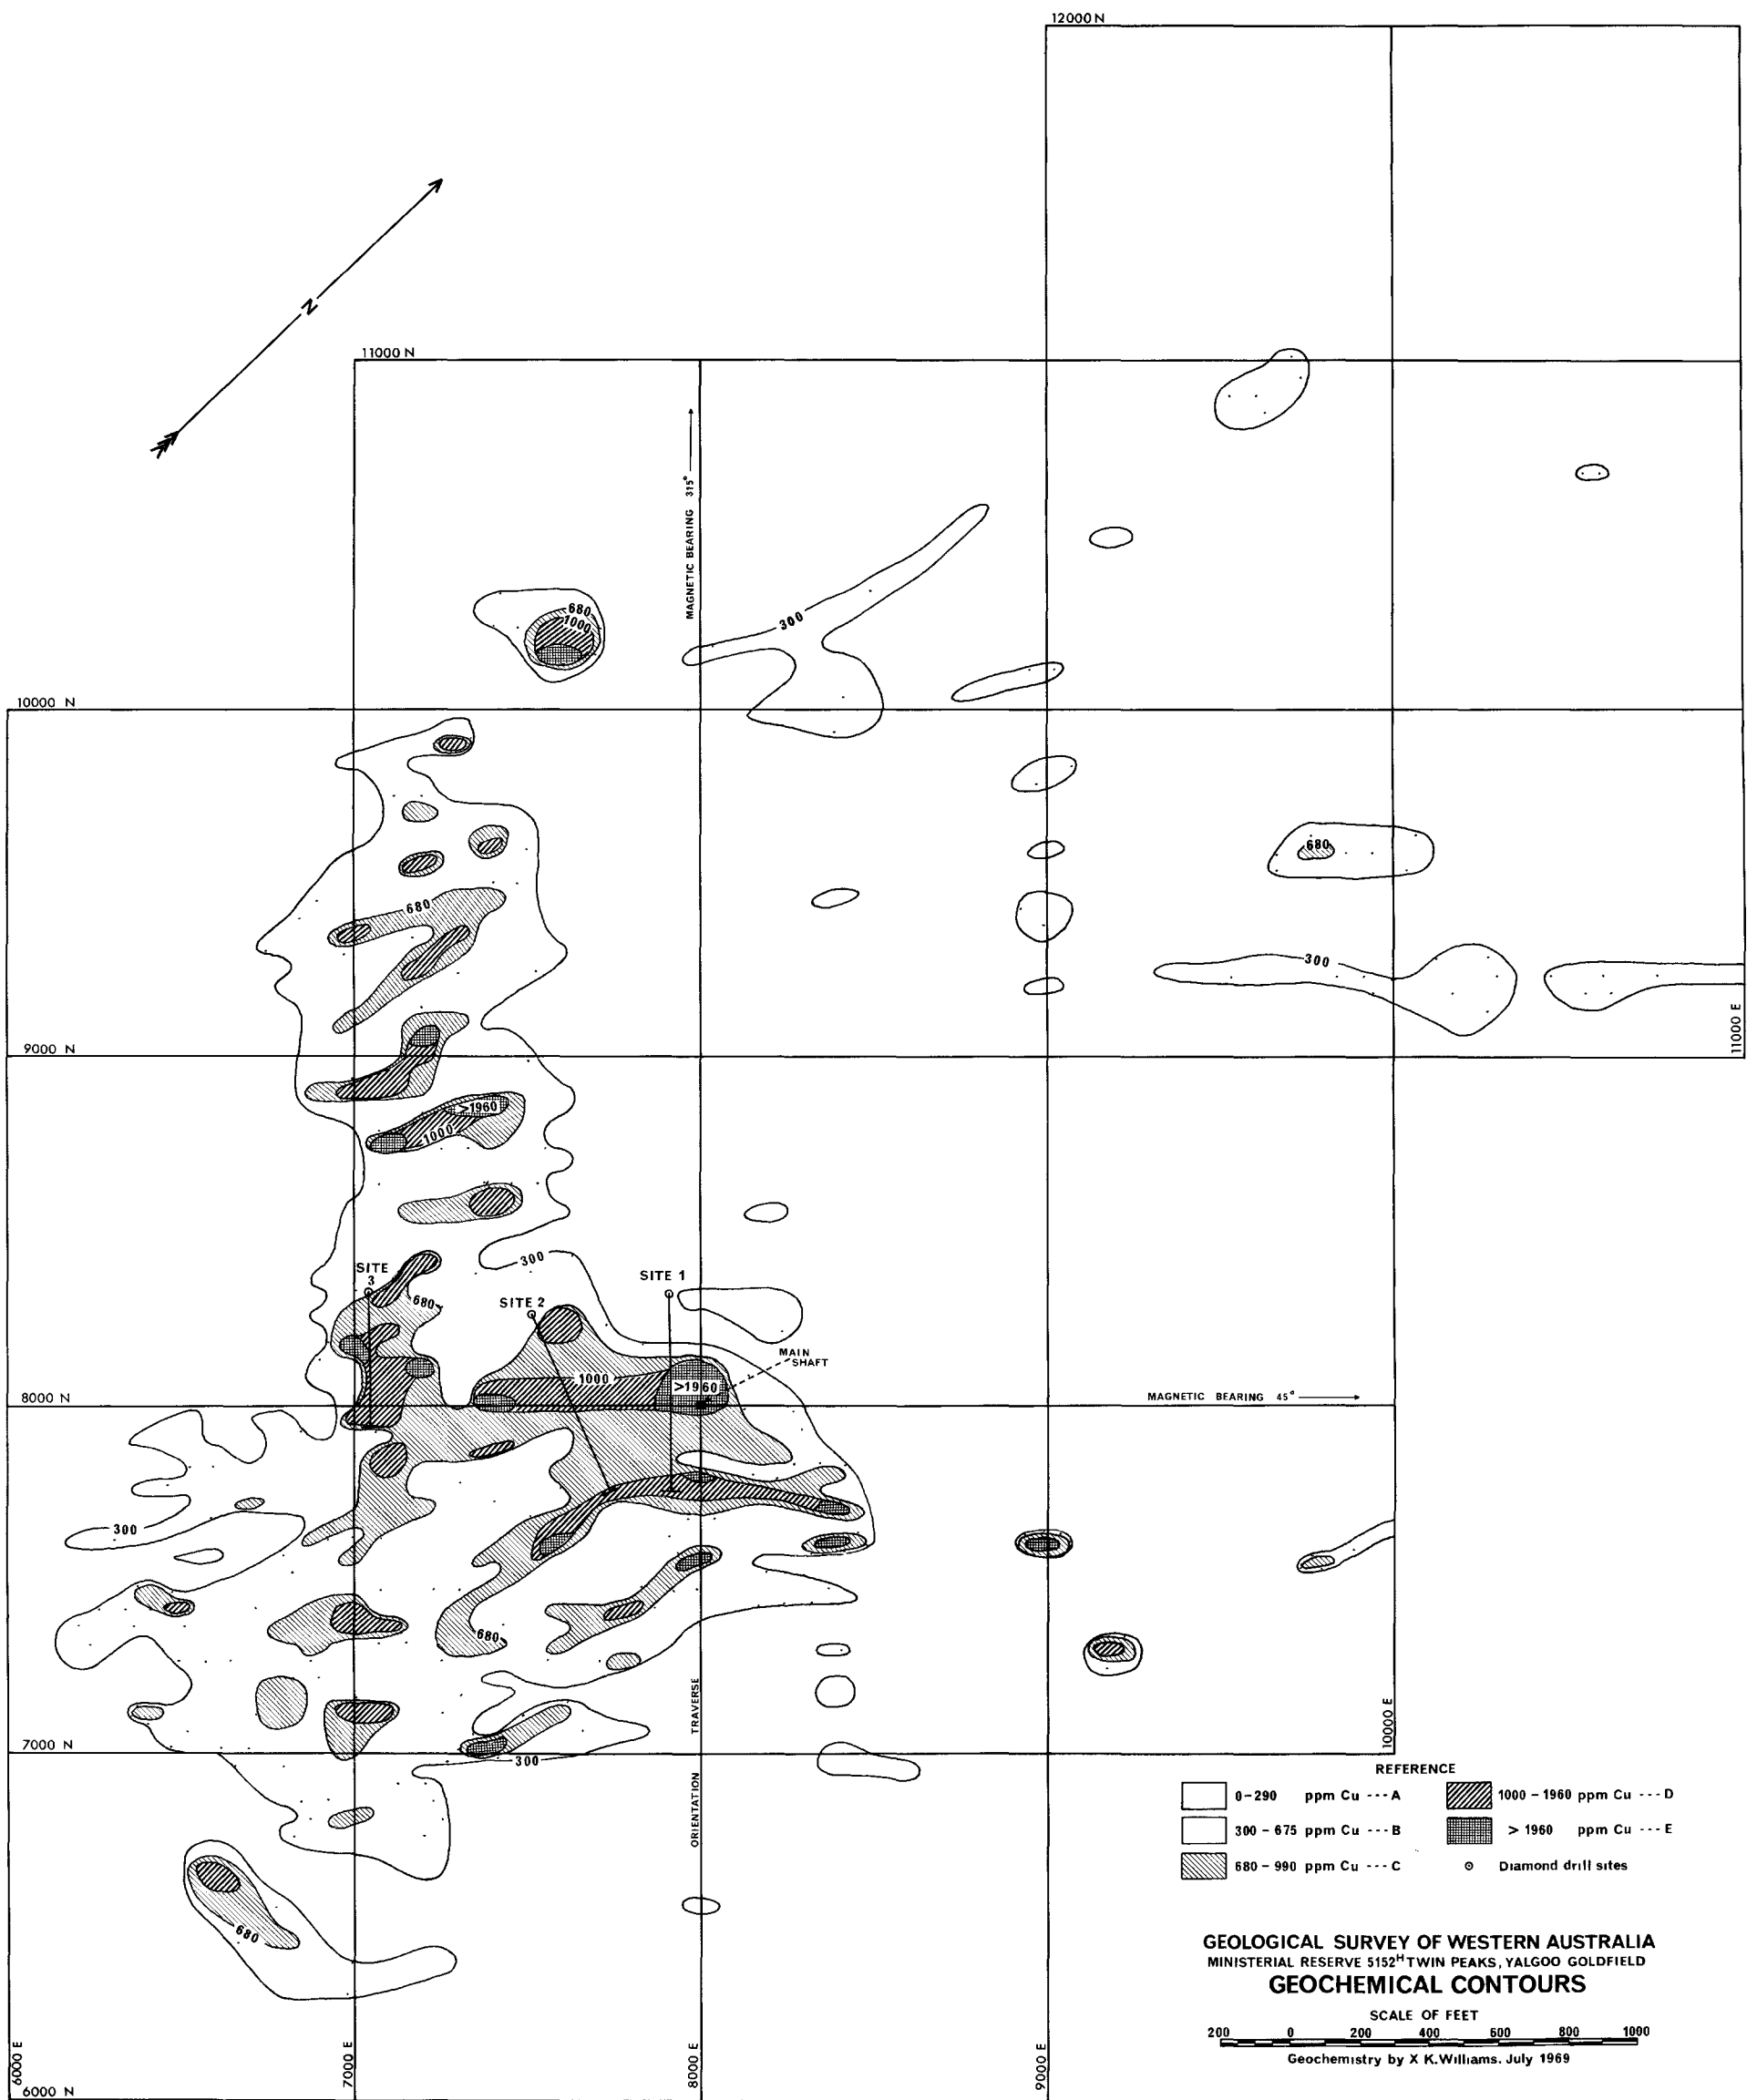 12000 N
N
11000 N
MAGNETIC BEARING 315°
680
1000
300
10000 N
680
680
300
11000 E
9000 N
>1960
1000
300
SITE 3
680
SITE 2
SITE 1
MAIN SHAFT
1000
>1960
8000 N
MAGNETIC BEARING 45°
300
680
ORIENTATION TRAVERSE
10000 E
7000 N
300
680
REFERENCE
0-290 ppm Cu --- A
300 - 675 ppm Cu --- B
680 - 990 ppm Cu --- C
1000 - 1960 ppm Cu --- D
> 1960 ppm Cu --- E
Diamond drill sites
GEOLOGICAL SURVEY OF WESTERN AUSTRALIA
MINISTERIAL RESERVE 5152H TWIN PEAKS, YALGOO GOLDFIELD
GEOCHEMICAL CONTOURS
SCALE OF FEET
200 0 200 400 600 800 1000
Geochemistry by X K.Williams. July 1969
6000 E
7000 E
8000 E
9000 E
6000 N